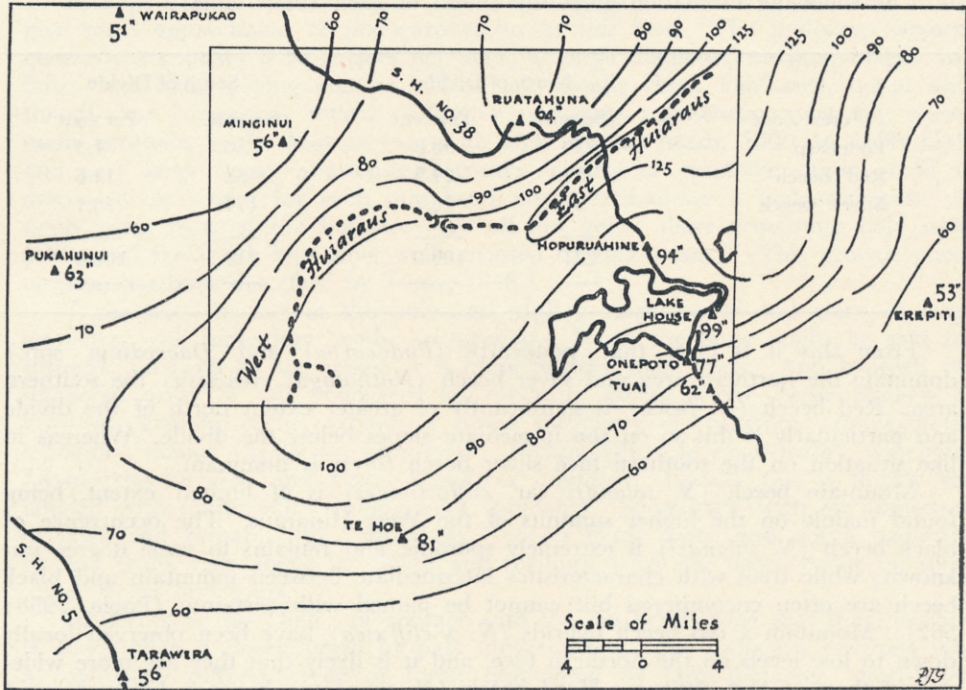 WAIRAPUKAO
51"
60
70
70
70
80
90
100
115
125
100
90
80
70
60
S. H. No 38
RUATAHUNA
64"
MINGINUI
56"
80
90
100
125
East Huiaraus
60
PUKAHUNUI
63"
West Huiaraus
HOPURUAHINE
94"
LAKE
HOUSE
99"
EREPITI
53"
70
ONEPOTO
77"
TUAI
62"
100
90
80
70
60
80
70
TE HOE
81"
60
S. H. No 5
TARAWERA
56"
Scale of Miles
4 0 4